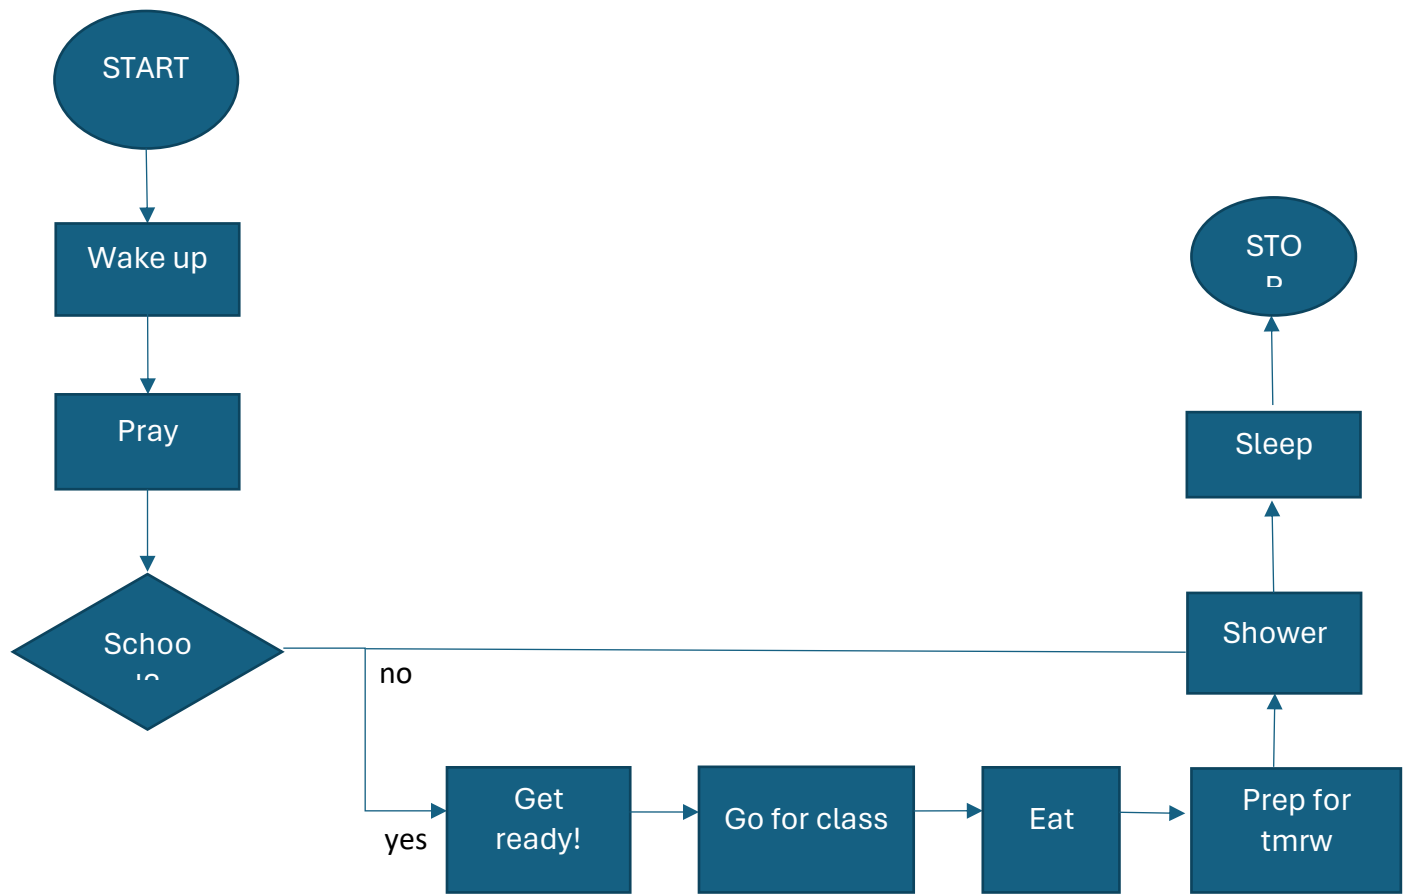 START
Wake up
Pray
Schoo
l?
no
yes
Get
ready!
Go for class
Eat
Prep for
tmrw
Shower
Sleep
STO
P